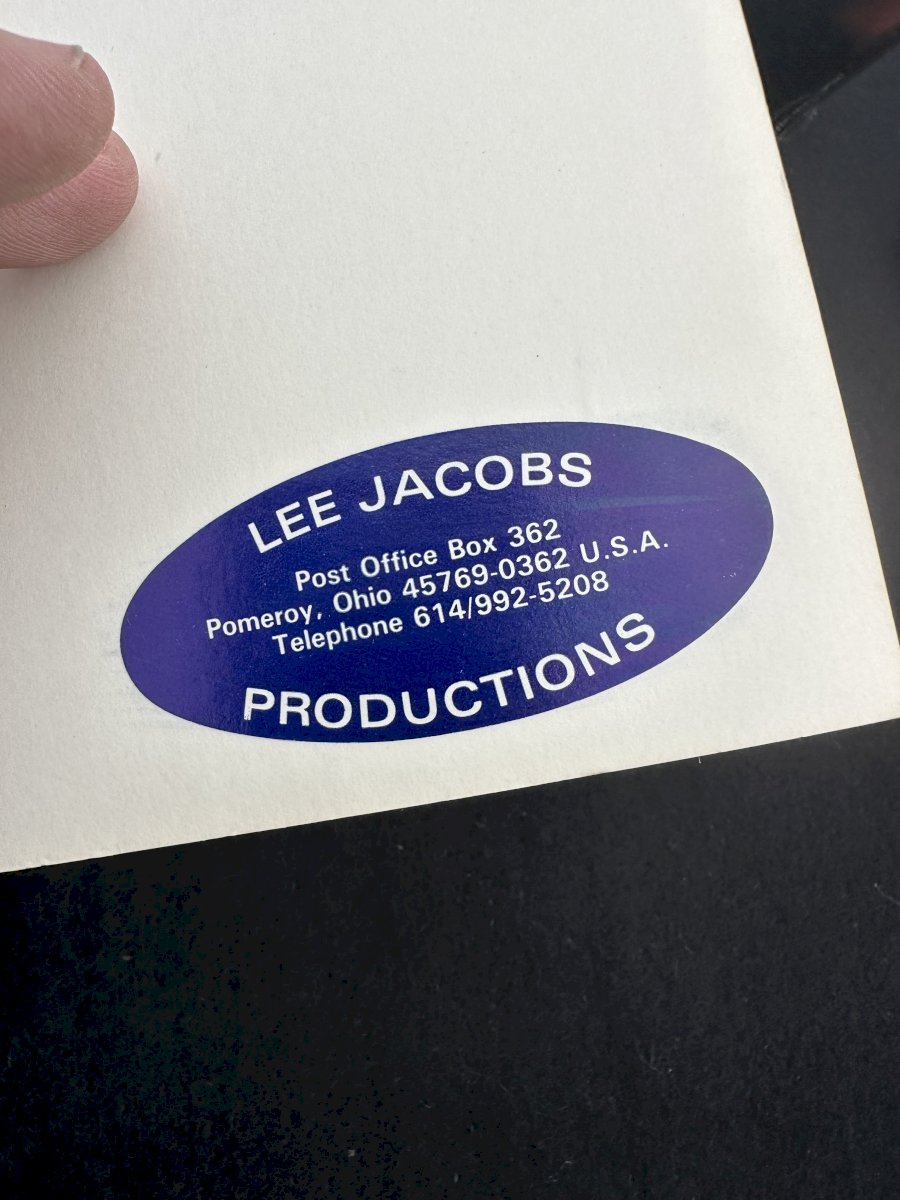 LEE JACOBS
Post Office Box 362
Pomeroy, Ohio 45769-0362 U.S.A.
Telephone 614/992-5208
PRODUCTIONS